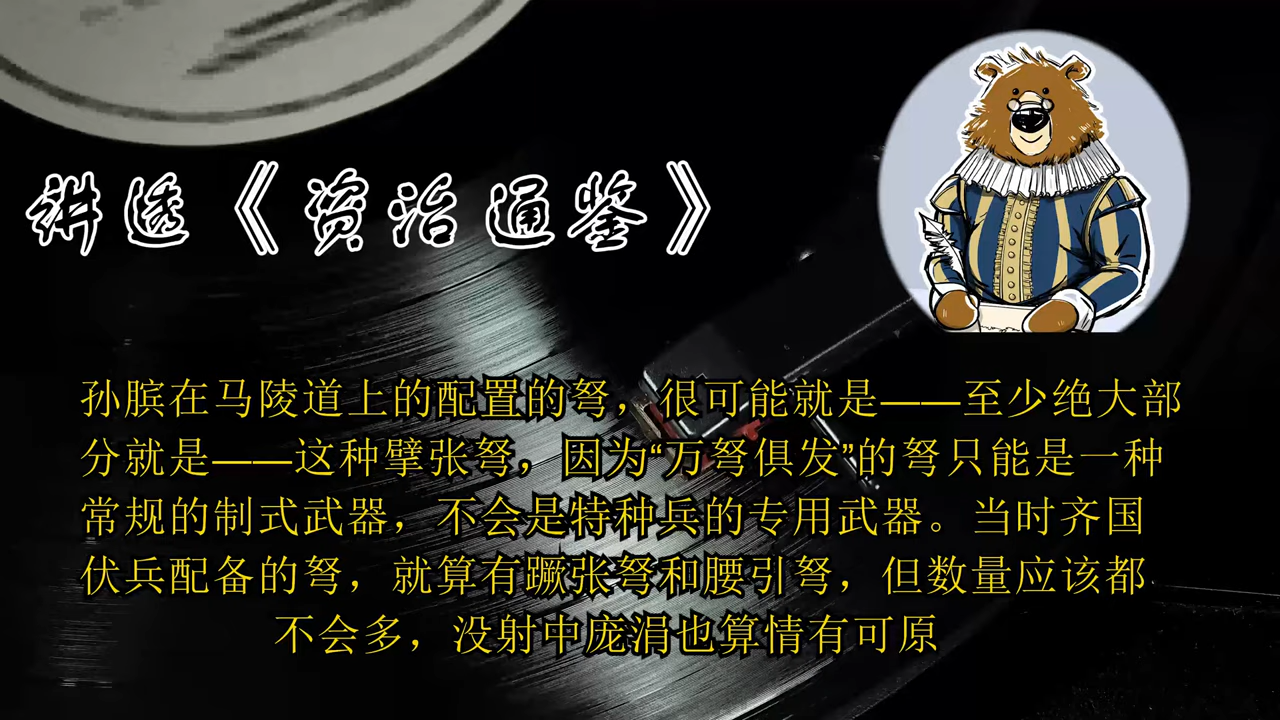 讲透《资治通鉴》
孙膑在马陵道上的配置的弩，很可能就是——至少绝大部
分就是——这种擘张弩，因为“万弩俱发”的弩只能是一种
常规的制式武器，不会是特种兵的专用武器。当时齐国
伏兵配备的弩，就算有蹶张弩和腰引弩，但数量应该都
不会多，没射中庞涓也算情有可原